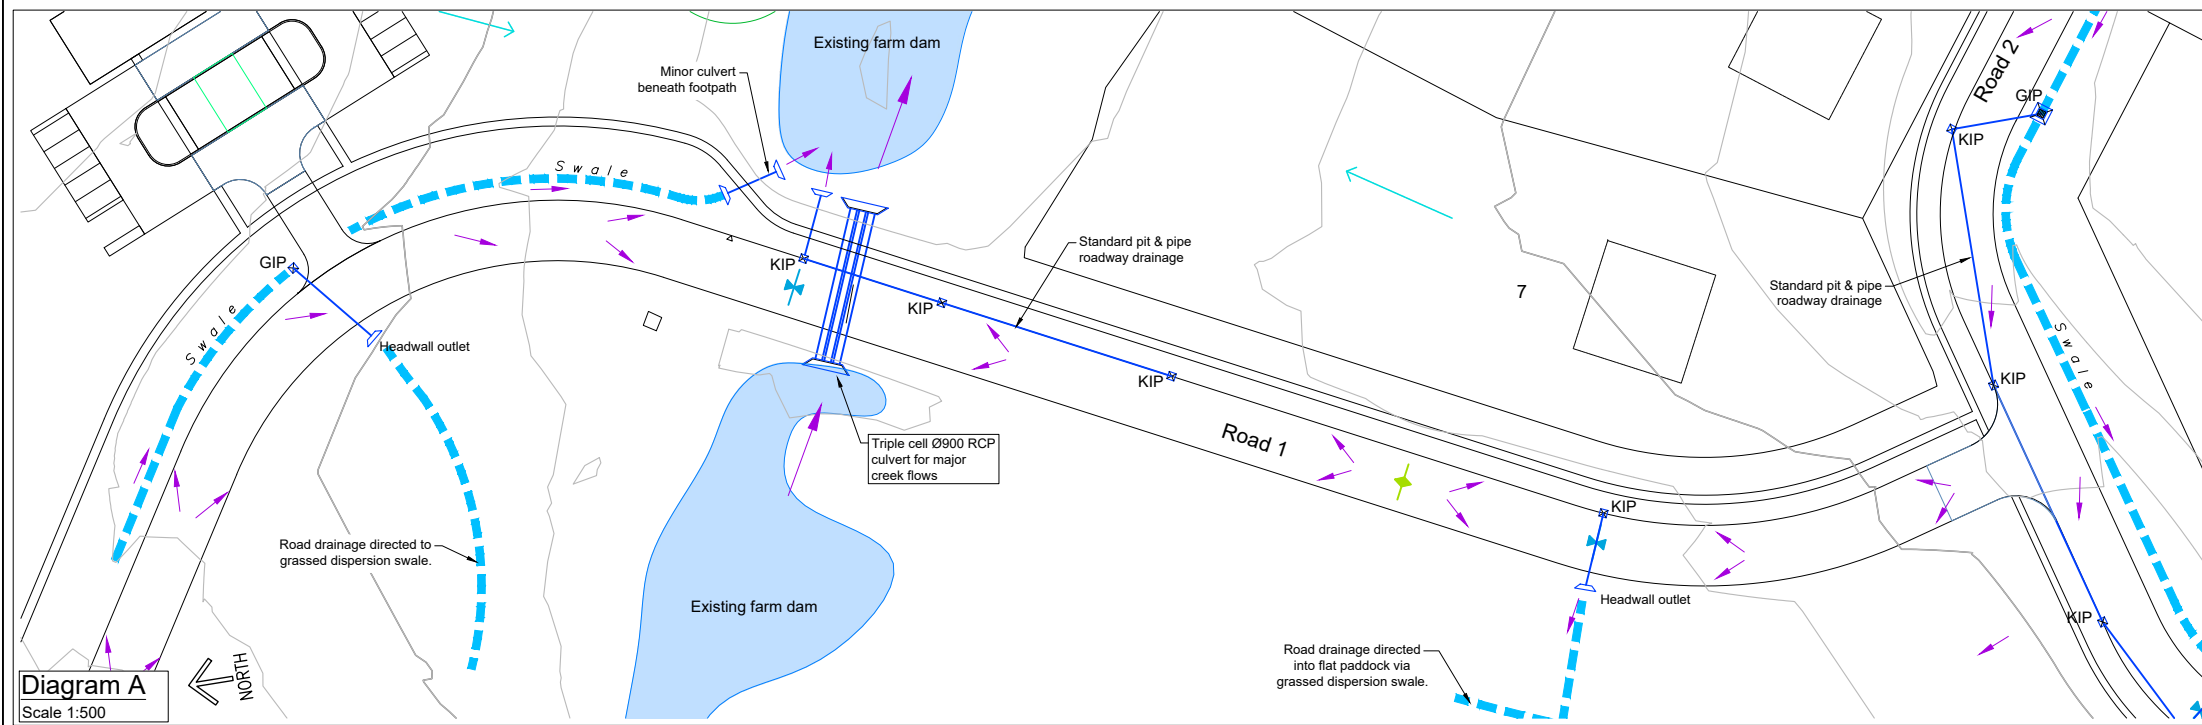 Existing farm dam
Minor culvert
beneath footpath
Road 2
GIP
KIP
Swale
GIP
Swale
Headwall outlet
KIP
KIP
Standard pit & pipe
roadway drainage
KIP
7
Standard pit & pipe
roadway drainage
Swale
KIP
Triple cell Ø900 RCP
culvert for major
creek flows
Road 1
KIP
Road drainage directed to
grassed dispersion swale.
Existing farm dam
Headwall outlet
KIP
Road drainage directed
into flat paddock via
grassed dispersion swale.
NORTH
Diagram A
Scale 1:500